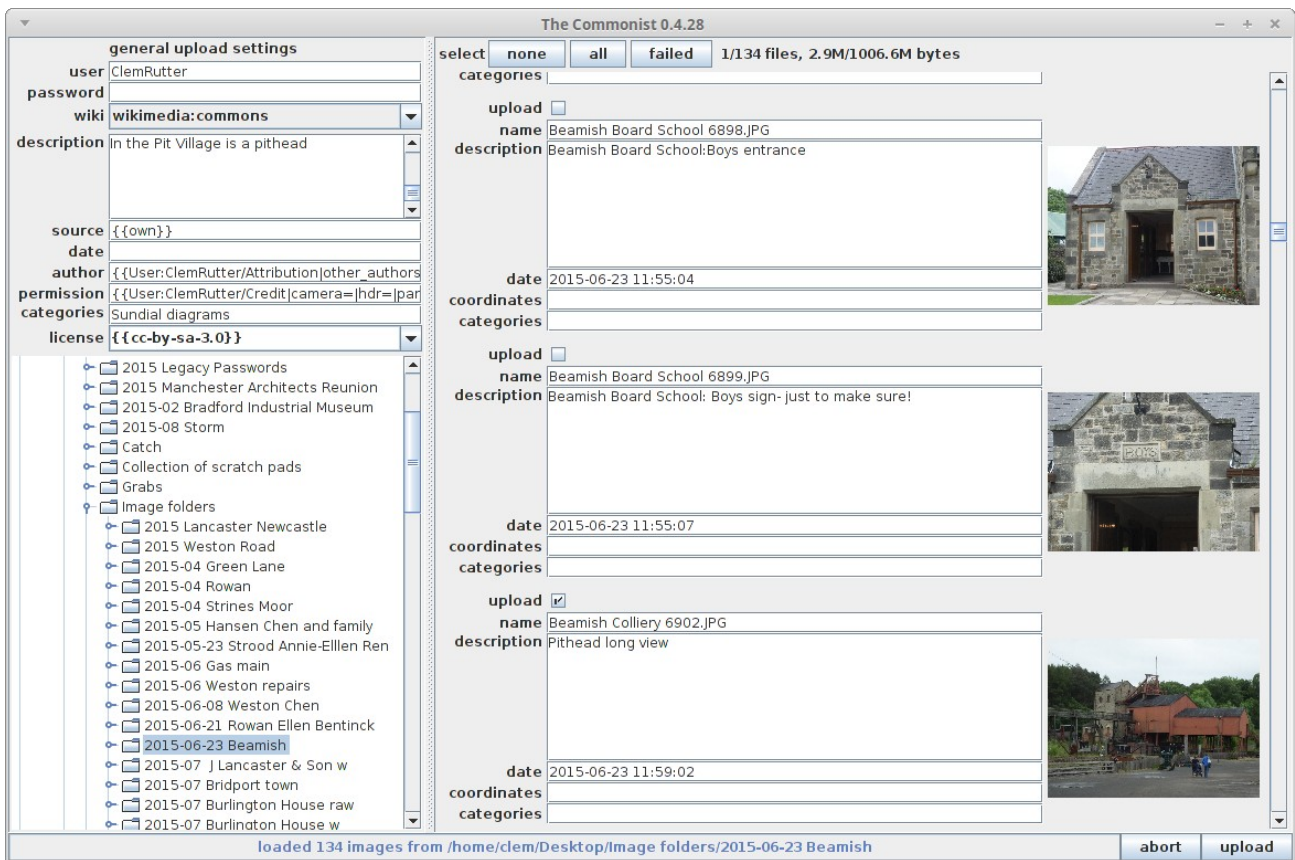 The Commonist 0.4.28
general upload settings
user ClemRutter
password
wiki wikimedia:commons
description In the Pit Village is a pithead
source {{own}}
date
author {{User:ClemRutter/Attribution|other_authors
permission {{User:ClemRutter/Credit|camera=|hdr=|par
categories Sundial diagrams
license {{cc-by-sa-3.0}}
2015 Legacy Passwords
2015 Manchester Architects Reunion
2015-02 Bradford Industrial Museum
2015-08 Storm
Catch
Collection of scratch pads
Grabs
Image folders
2015 Lancaster Newcastle
2015 Weston Road
2015-04 Green Lane
2015-04 Rowan
2015-04 Strines Moor
2015-05 Hansen Chen and family
2015-05-23 Strood Annie-Elllen Ren
2015-06 Gas main
2015-06 Weston repairs
2015-06-08 Weston Chen
2015-06-21 Rowan Ellen Bentinck
2015-06-23 Beamish
2015-07 J Lancaster & Son w
2015-07 Bridport town
2015-07 Burlington House raw
2015-07 Burlington House w
select none all failed 1/134 files, 2.9M/1006.6M bytes
categories
upload
name Beamish Board School 6898.JPG
description Beamish Board School:Boys entrance
date 2015-06-23 11:55:04
coordinates
categories
upload
name Beamish Board School 6899.JPG
description Beamish Board School: Boys sign- just to make sure!
BOYS
date 2015-06-23 11:55:07
coordinates
categories
upload
name Beamish Colliery 6902.JPG
description Pithead long view
date 2015-06-23 11:59:02
coordinates
categories
loaded 134 images from /home/clem/Desktop/Image folders/2015-06-23 Beamish
abort upload